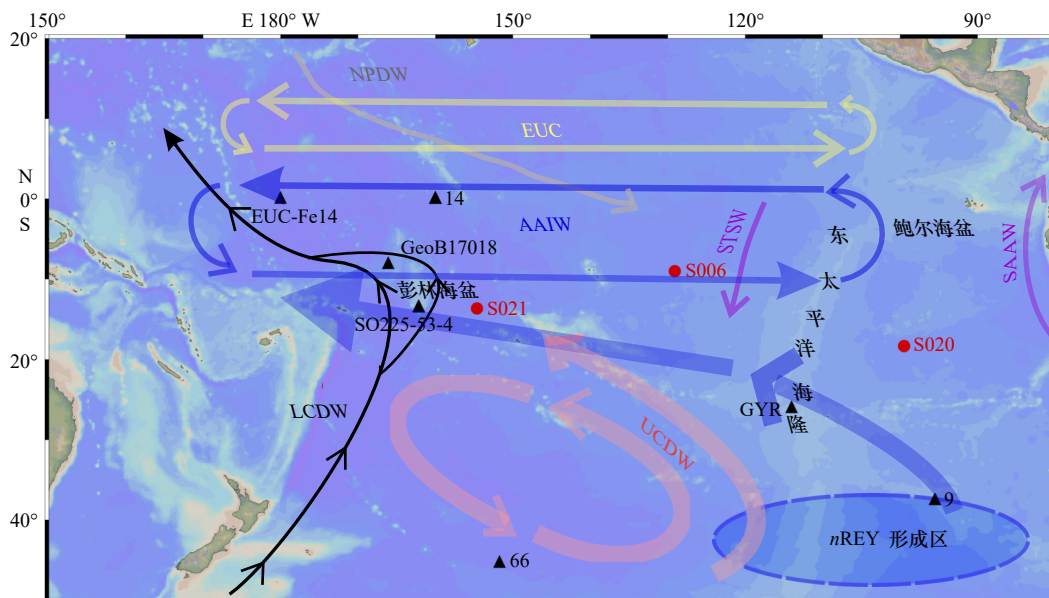 150° E 180° W 150° 120° 90°
20°
N
0°
S
20°
40°
NPDW
EUC
EUC-Fe14
14
AAIW
STSW
SAAW
鲍尔海盆
GeoB17018
彭林海盆
SO225-53-4
S006
S021
S020
东太平洋海隆
LCDW
UCDW
GYR
9
nREY 形成区
66